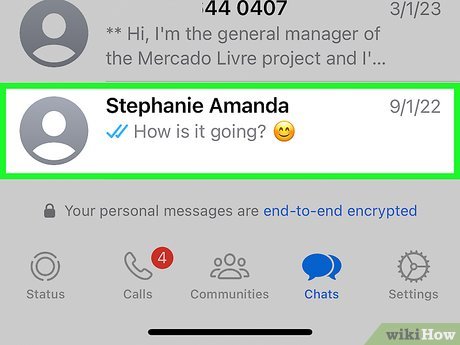 644 0407
3/1/23
** Hi, I'm the general manager of
the Mercado Livre project and I'...
Stephanie Amanda
9/1/22
How is it going? 😊
Your personal messages are end-to-end encrypted
4
Status
Calls
Communities
Chats
Settings
wikiHow